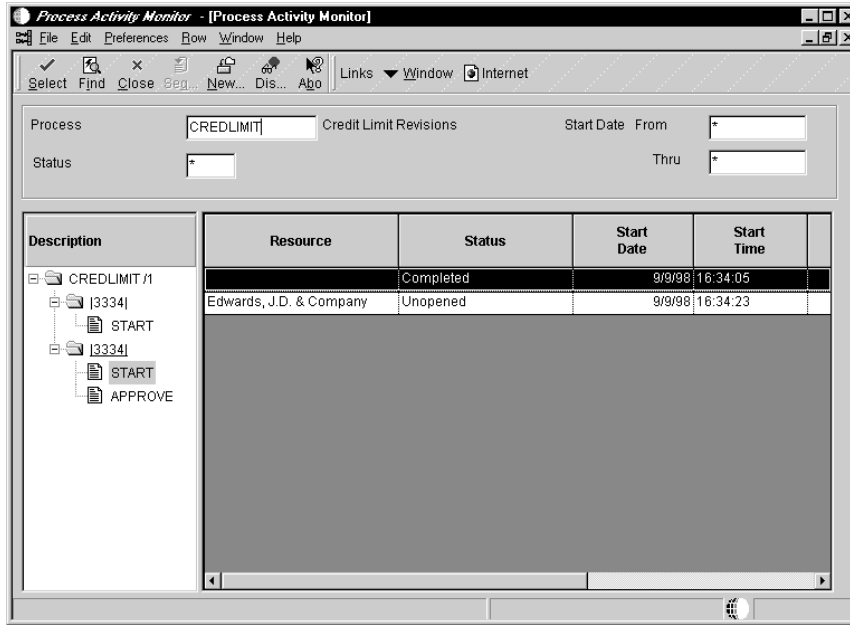 Process Activity Monitor - [Process Activity Monitor]
File Edit Preferences Row Window Help
Select Find Close Seq... New... Dis... Abo Links Window Internet
Process CREDLIMIT Credit Limit Revisions Start Date From *
Status * Thru *
Description Resource Status Start Date Start Time
CREDLIMIT /1 Completed 9/9/98 16:34:05
|3334| Edwards, J.D. & Company Unopened 9/9/98 16:34:23
START
|3334|
START
APPROVE